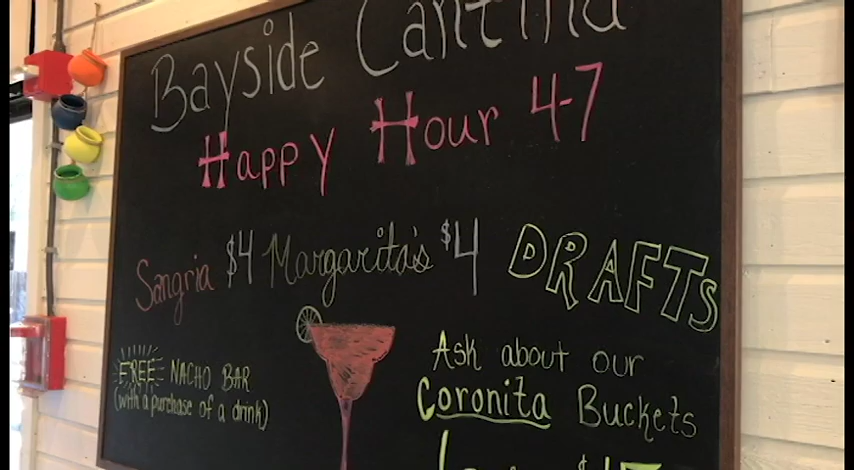 Bayside Cantina
Happy Hour 4-7
Sangria $4 Margarita's $4 DRAFTS
FREE NACHO BAR
(with a purchase of a drink)
Ask about our
Coronita Buckets